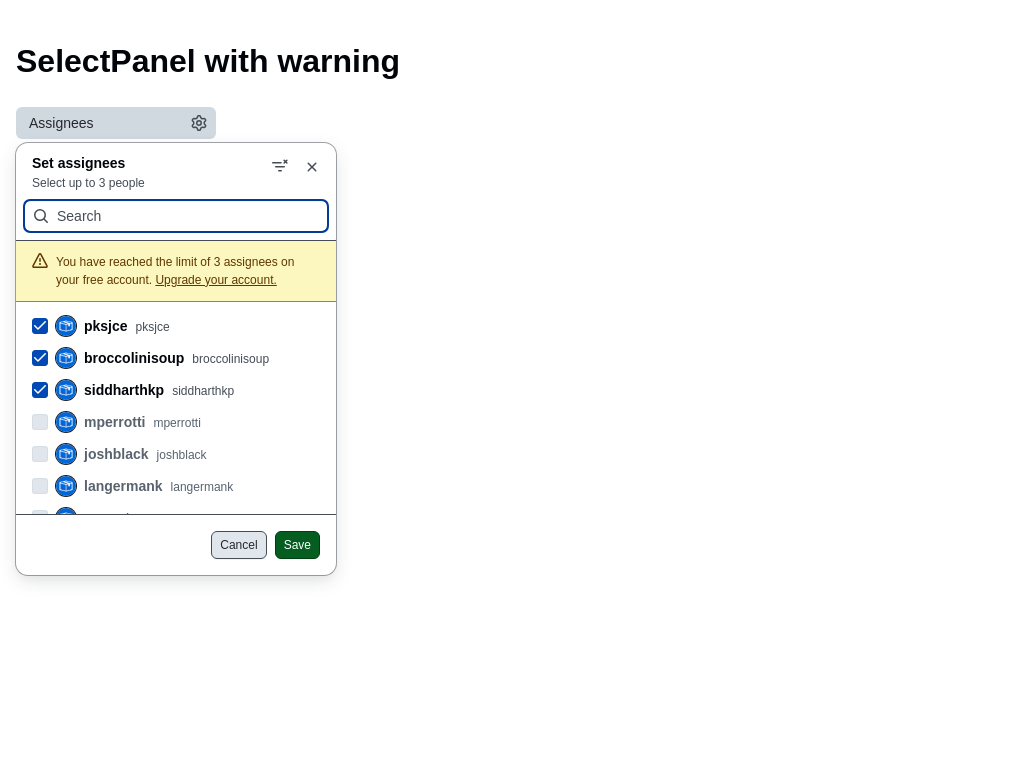 SelectPanel with warning
Assignees
Set assignees
Select up to 3 people
Search
You have reached the limit of 3 assignees on
your free account. Upgrade your account.
pksjce pksjce
broccolinisoup broccolinisoup
siddharthkp siddharthkp
mperrotti mperrotti
joshblack joshblack
langermank langermank
Cancel Save